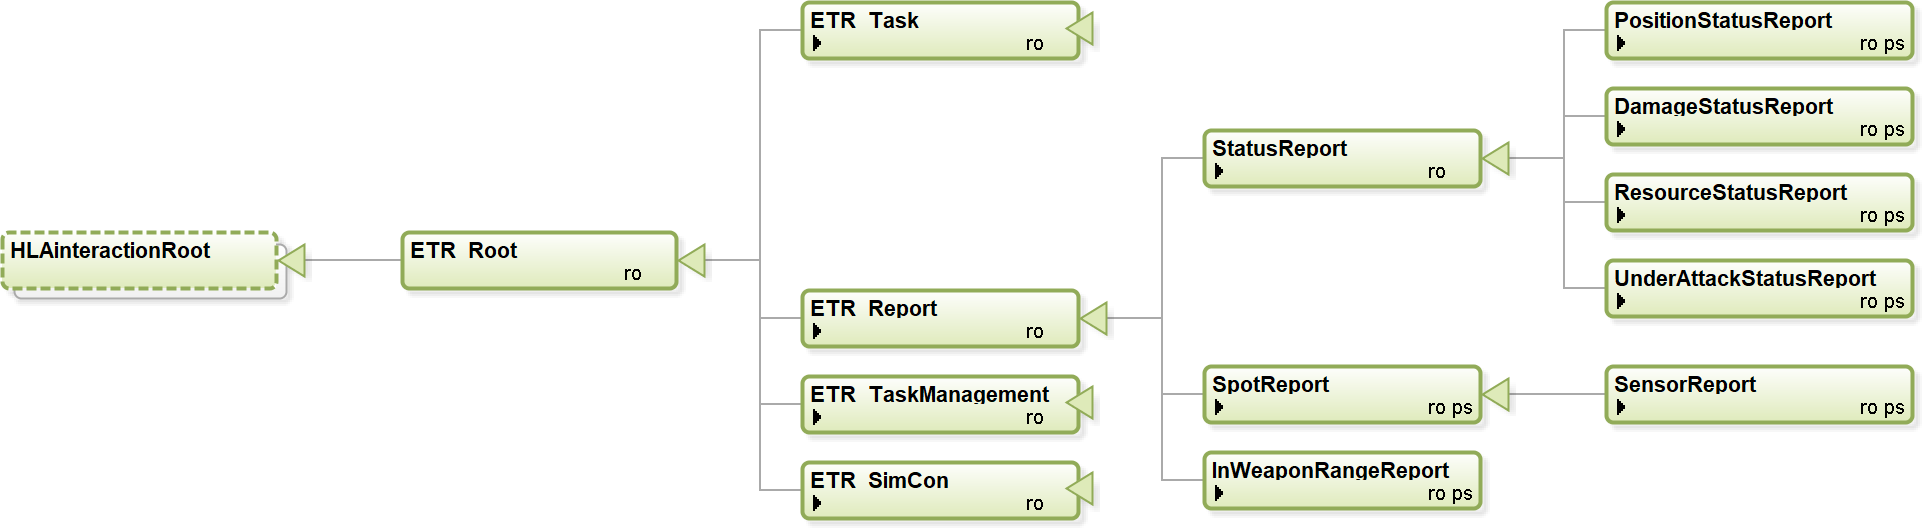 HLAinteractionRoot
ETR Root
ro
ETR Task
ro
ETR Report
ro
ETR TaskManagement
ro
ETR SimCon
ro
StatusReport
ro
SpotReport
ro ps
InWeaponRangeReport
ro ps
PositionStatusReport
ro ps
DamageStatusReport
ro ps
ResourceStatusReport
ro ps
UnderAttackStatusReport
ro ps
SensorReport
ro ps